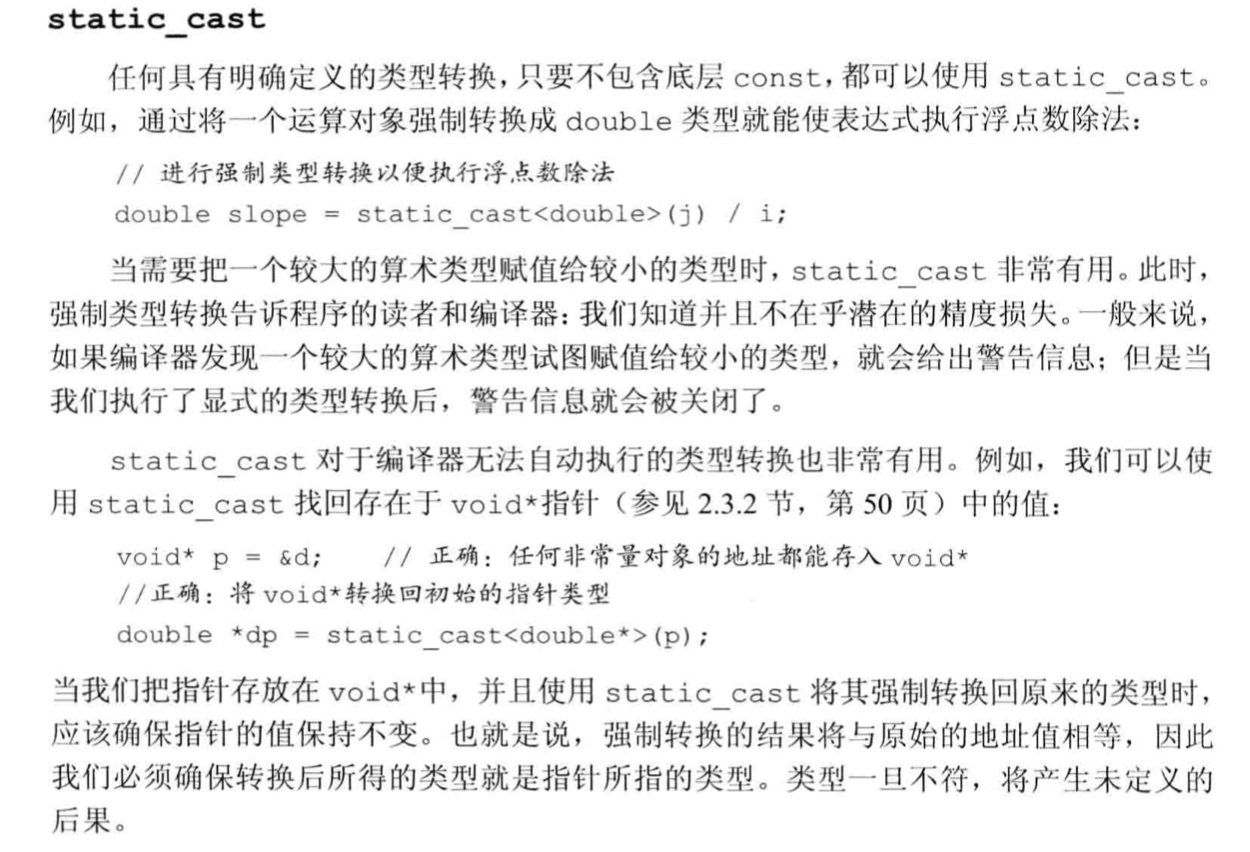 static_cast
任何具有明确定义的类型转换，只要不包含底层 const，都可以使用 static_cast。
例如，通过将一个运算对象强制转换成 double 类型就能使表达式执行浮点数除法：
// 进行强制类型转换以便执行浮点数除法
double slope = static_cast<double>(j) / i;
当需要把一个较大的算术类型赋值给较小的类型时，static_cast 非常有用。此时，
强制类型转换告诉程序的读者和编译器：我们知道并且不在乎潜在的精度损失。一般来说，
如果编译器发现一个较大的算术类型试图赋值给较小的类型，就会给出警告信息；但是当
我们执行了显式的类型转换后，警告信息就会被关闭了。
static_cast 对于编译器无法自动执行的类型转换也非常有用。例如，我们可以使
用 static_cast 找回存在于 void*指针（参见 2.3.2 节，第 50 页）中的值：
void* p = &d;    // 正确：任何非常量对象的地址都能存入 void*
//正确：将 void*转换回初始的指针类型
double *dp = static_cast<double*>(p);
当我们把指针存放在 void*中，并且使用 static_cast 将其强制转换回原来的类型时，
应该确保指针的值保持不变。也就是说，强制转换的结果将与原始的地址值相等，因此
我们必须确保转换后所得的类型就是指针所指的类型。类型一旦不符，将产生未定义的
后果。